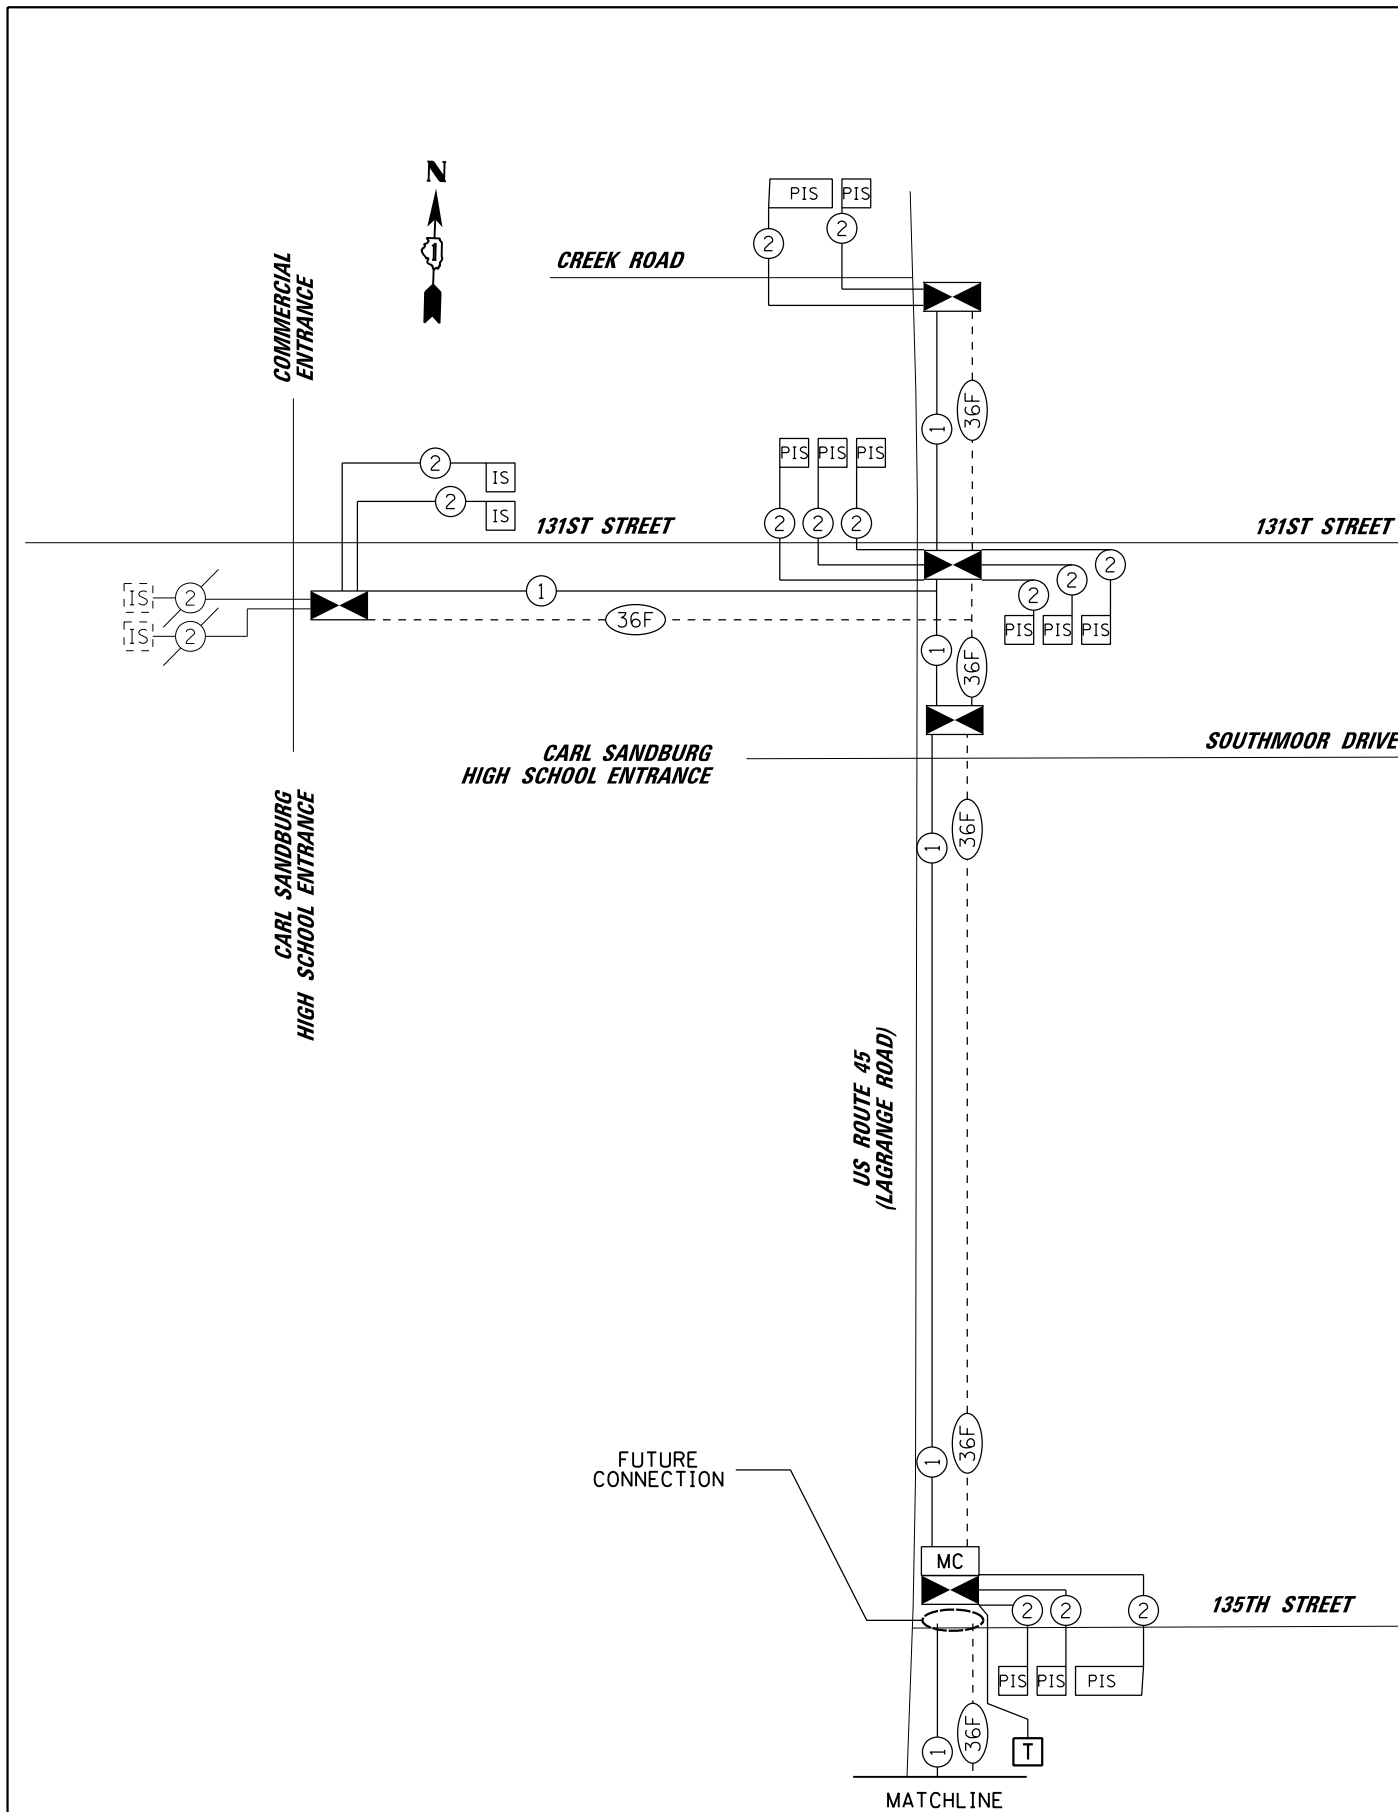 N
1
PIS
PIS
2
2
CREEK ROAD
COMMERCIAL
ENTRANCE
36F
1
PIS
PIS
PIS
2
IS
2
IS
131ST STREET
2
2
2
131ST STREET
2
2
2
IS
2
1
36F
PIS
PIS
PIS
IS
2
1
36F
CARL SANDBURG
HIGH SCHOOL ENTRANCE
SOUTHMOOR DRIVE
CARL SANDBURG
HIGH SCHOOL ENTRANCE
1
36F
US ROUTE 45
(LAGRANGE ROAD)
36F
1
FUTURE
CONNECTION
MC
2
2
2
135TH STREET
PIS
PIS
PIS
36F
1
T
MATCHLINE